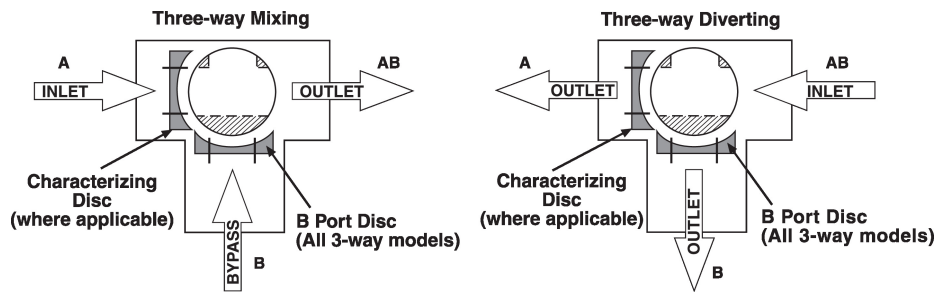 Three-way Mixing
A
INLET
AB
OUTLET
Characterizing
Disc
(where applicable)
BYPASS
B
B Port Disc
(All 3-way models)
Three-way Diverting
A
OUTLET
AB
INLET
Characterizing
Disc
(where applicable)
OUTLET
B
B Port Disc
(All 3-way models)